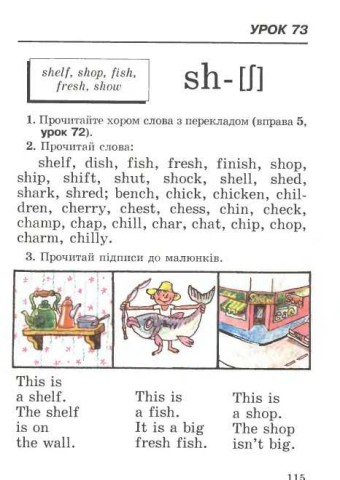 УРОК 73
shelf, shop, fish,
fresh, show
sh-[ʃ]
1. Прочитайте хором слова з перекладом (вправа 5,
урок 72).
2. Прочитай слова:
shelf, dish, fish, fresh, finish, shop,
ship, shift, shut, shock, shell, shed,
shark, shred; bench, chick, chicken, chil-
dren, cherry, chest, chess, chin, check,
champ, chap, chill, char, chat, chip, chop,
charm, chilly.
3. Прочитай підписи до малюнків.
This is
a shelf.
The shelf
is on
the wall.
This is
a fish.
It is a big
fresh fish.
This is
a shop.
The shop
isn't big.
115